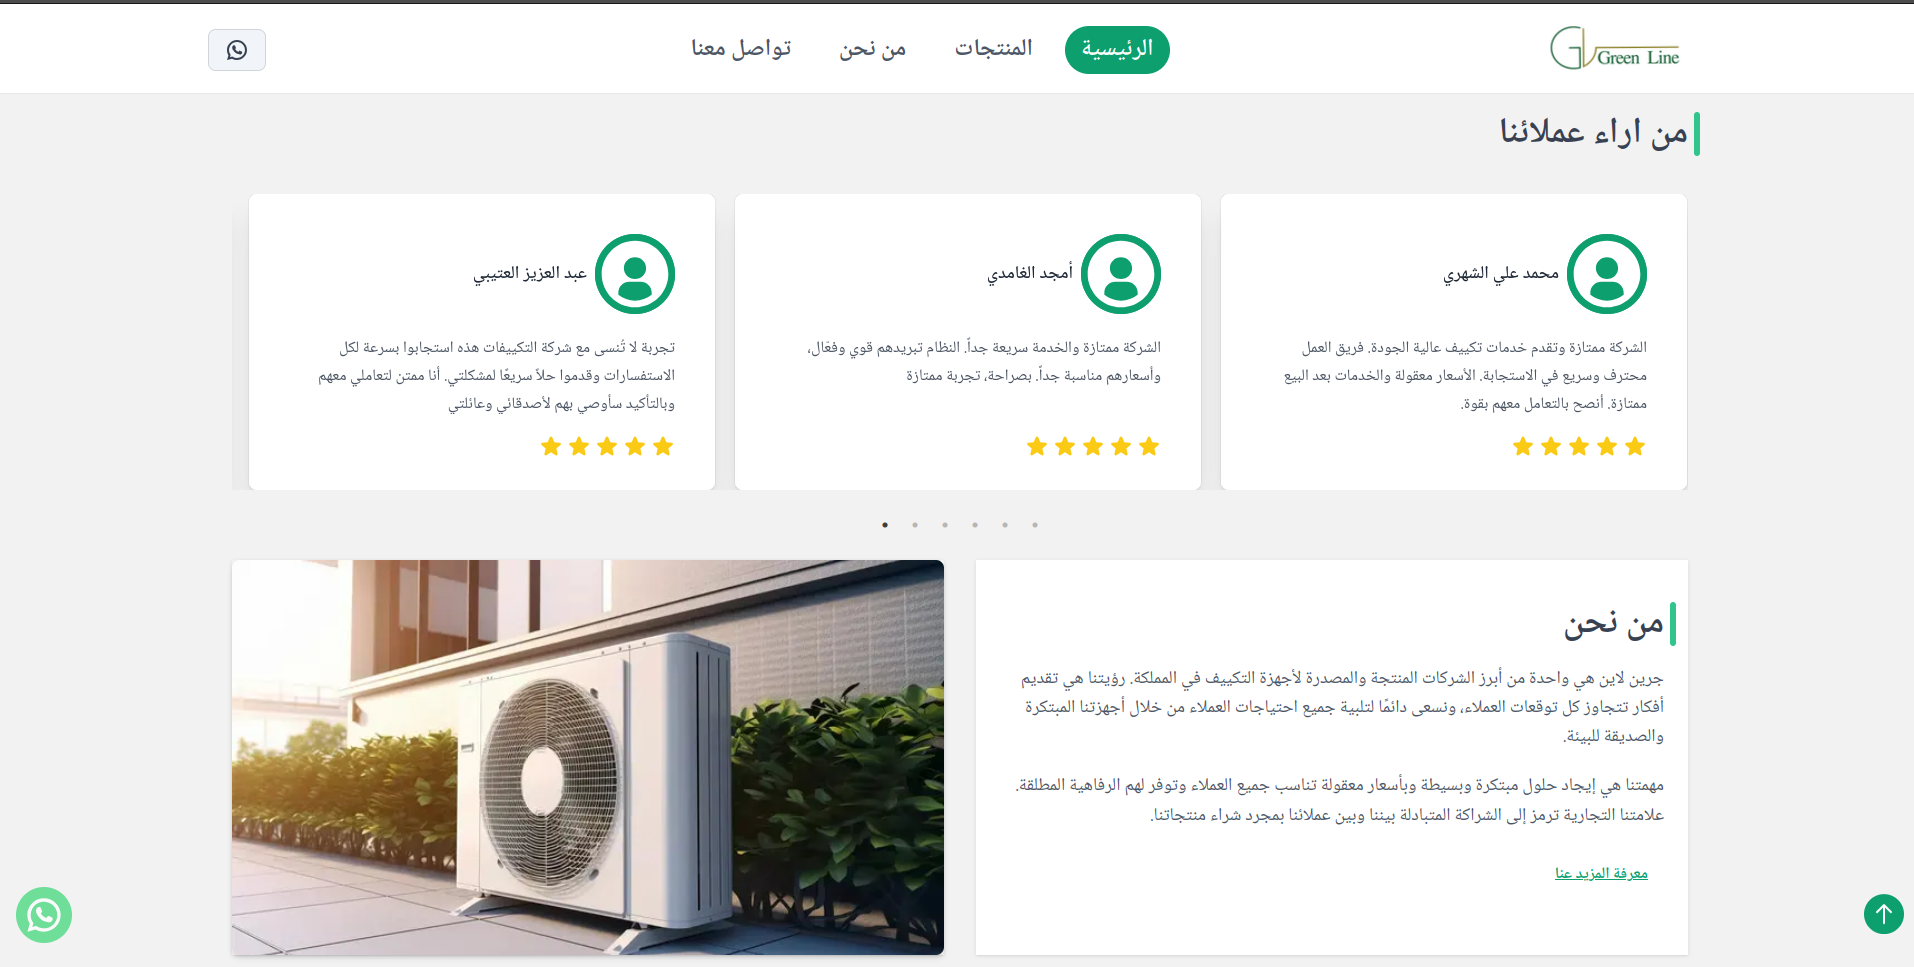 Green Line
الرئيسية
المنتجات
من نحن
تواصل معنا
من اراء عملائنا
محمد علي الشهري
الشركة ممتازة وتقدم خدمات تكييف عالية الجودة. فريق العمل
محترف وسريع في الاستجابة. الأسعار معقولة والخدمات بعد البيع
ممتازة. أنصح بالتعامل معهم بقوة.
أمجد الغامدي
الشركة ممتازة والخدمة سريعة جداً. النظام تبريدهم قوي وفعّال،
وأسعارهم مناسبة جداً. بصراحة، تجربة ممتازة
عبد العزيز العتيبي
تجربة لا تُنسى مع شركة التكييفات هذه استجابوا بسرعة لكل
الاستفسارات وقدموا حلاً سريعًا لمشكلتي. أنا ممتن لتعاملي معهم
وبالتأكيد سأوصي بهم لأصدقائي وعائلتي
من نحن
جرين لاين هي واحدة من أبرز الشركات المنتجة والمصدرة لأجهزة التكييف في المملكة. رؤيتنا هي تقديم
أفكار تتجاوز كل توقعات العملاء، ونسعى دائمًا لتلبية جميع احتياجات العملاء من خلال أجهزتنا المبتكرة
والصديقة للبيئة.
مهمتنا هي إيجاد حلول مبتكرة وبسيطة وبأسعار معقولة تناسب جميع العملاء وتوفر لهم الرفاهية المطلقة.
علامتنا التجارية ترمز إلى الشراكة المتبادلة بيننا وبين عملائنا بمجرد شراء منتجاتنا.
معرفة المزيد عنا